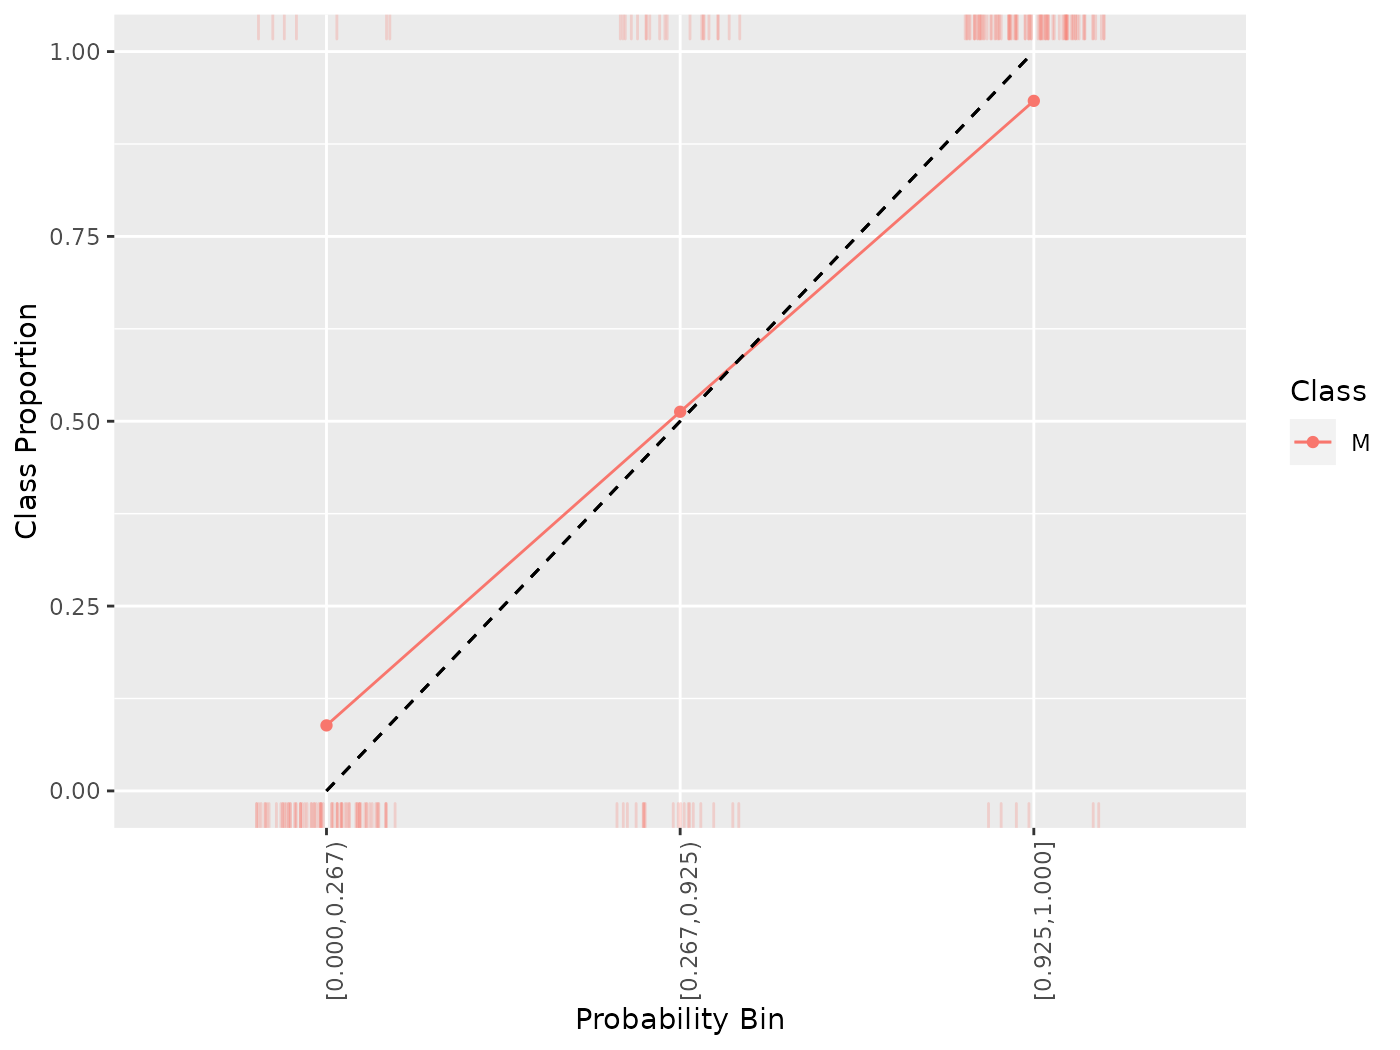 1.00
0.75
0.50
0.25
0.00
Class Proportion
[0.000,0.267)
[0.267,0.925)
[0.925,1.000]
Probability Bin
Class
M